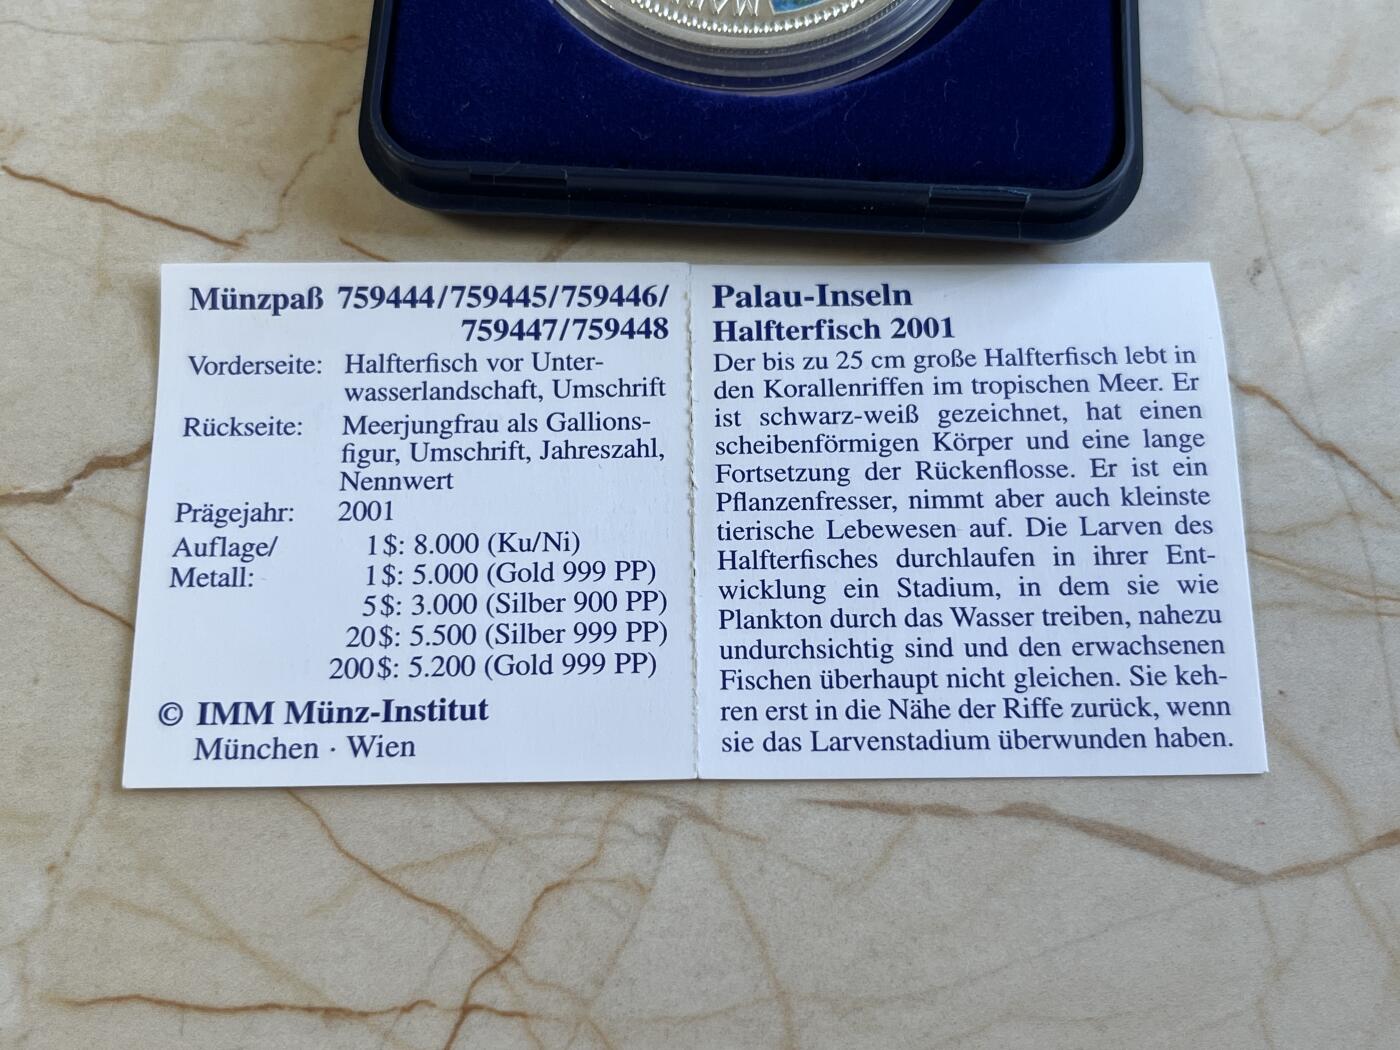 Münzpaß 759444/759445/759446/
759447/759448
Vorderseite: Halfterfisch vor Unter-
wasserlandschaft, Umschrift
Rückseite: Meerjungfrau als Gallions-
figur, Umschrift, Jahreszahl,
Nennwert
Prägejahr: 2001
Auflage/ 1$: 8.000 (Ku/Ni)
Metall: 1$: 5.000 (Gold 999 PP)
5$: 3.000 (Silber 900 PP)
20$: 5.500 (Silber 999 PP)
200$: 5.200 (Gold 999 PP)
© IMM Münz-Institut
München · Wien
Palau-Inseln
Halfterfisch 2001
Der bis zu 25 cm große Halfterfisch lebt in
den Korallenriffen im tropischen Meer. Er
ist schwarz-weiß gezeichnet, hat einen
scheibenförmigen Körper und eine lange
Fortsetzung der Rückenflosse. Er ist ein
Pflanzenfresser, nimmt aber auch kleinste
tierische Lebewesen auf. Die Larven des
Halfterfisches durchlaufen in ihrer Ent-
wicklung ein Stadium, in dem sie wie
Plankton durch das Wasser treiben, nahezu
undurchsichtig sind und den erwachsenen
Fischen überhaupt nicht gleichen. Sie keh-
ren erst in die Nähe der Riffe zurück, wenn
sie das Larvenstadium überwunden haben.